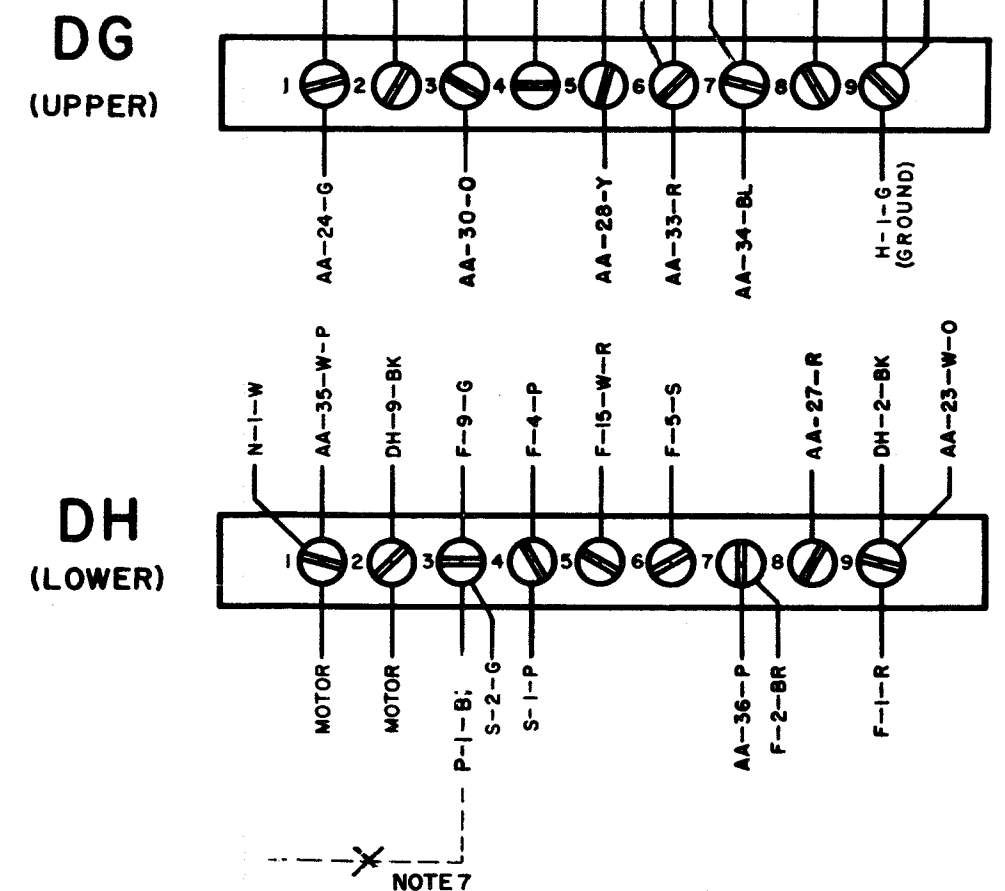 DG
(UPPER)
1 2 3 4 5 6 7 8 9
AA-24-G
AA-30-O
AA-28-Y
AA-33-R
AA-34-BL
H-1-G
(GROUND)
N-1-W
AA-35-W-P
DH-9-BK
F-9-G
F-4-P
F-15-W-R
F-5-S
AA-27-R
DH-2-BK
AA-23-W-O
DH
(LOWER)
1 2 3 4 5 6 7 8 9
MOTOR
MOTOR
S-2-G
S-1-P
AA-36-P
F-2-BR
F-1-R
NOTE 7